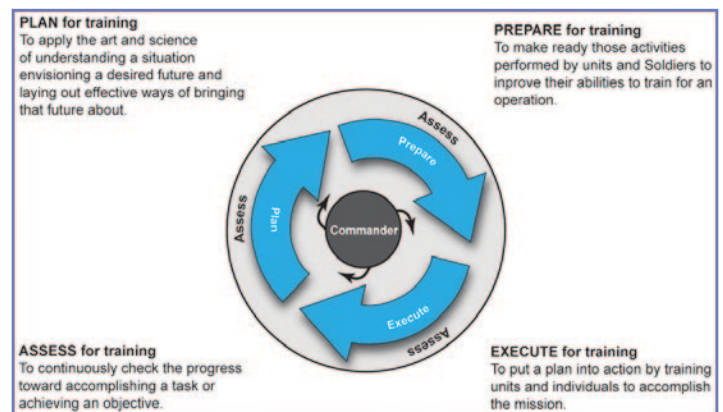 PLAN for training
To apply the art and science
of understanding a situation
envisioning a desired future and
laying out effective ways of bringing
that future about.
PREPARE for training
To make ready those activities
performed by units and Soldiers to
inprove their abilities to train for an
operation.
Assess
Prepare
Assess
Plan
Commander
Execute
Assess
ASSESS for training
To continuously check the progress
toward accomplishing a task or
achieving an objective.
EXECUTE for training
To put a plan into action by training
units and individuals to accomplish
the mission.